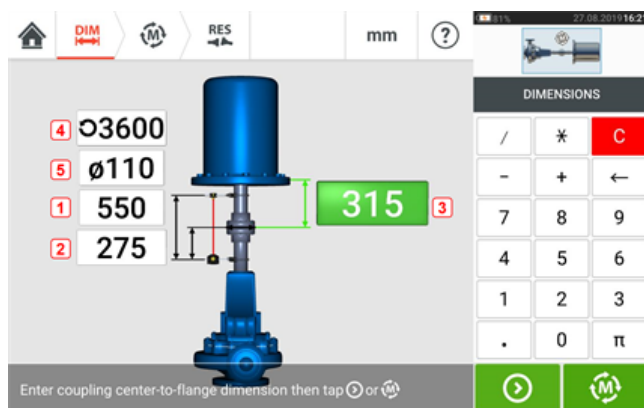 DIM
M
RES
mm
?
81%
27.08.2019 16:21
DIMENSIONS
4 3600
5 ø110
1 550
2 275
315 3
/ * C
- + ←
7 8 9
4 5 6
1 2 3
. 0 π
Enter coupling center-to-flange dimension then tap or M
M